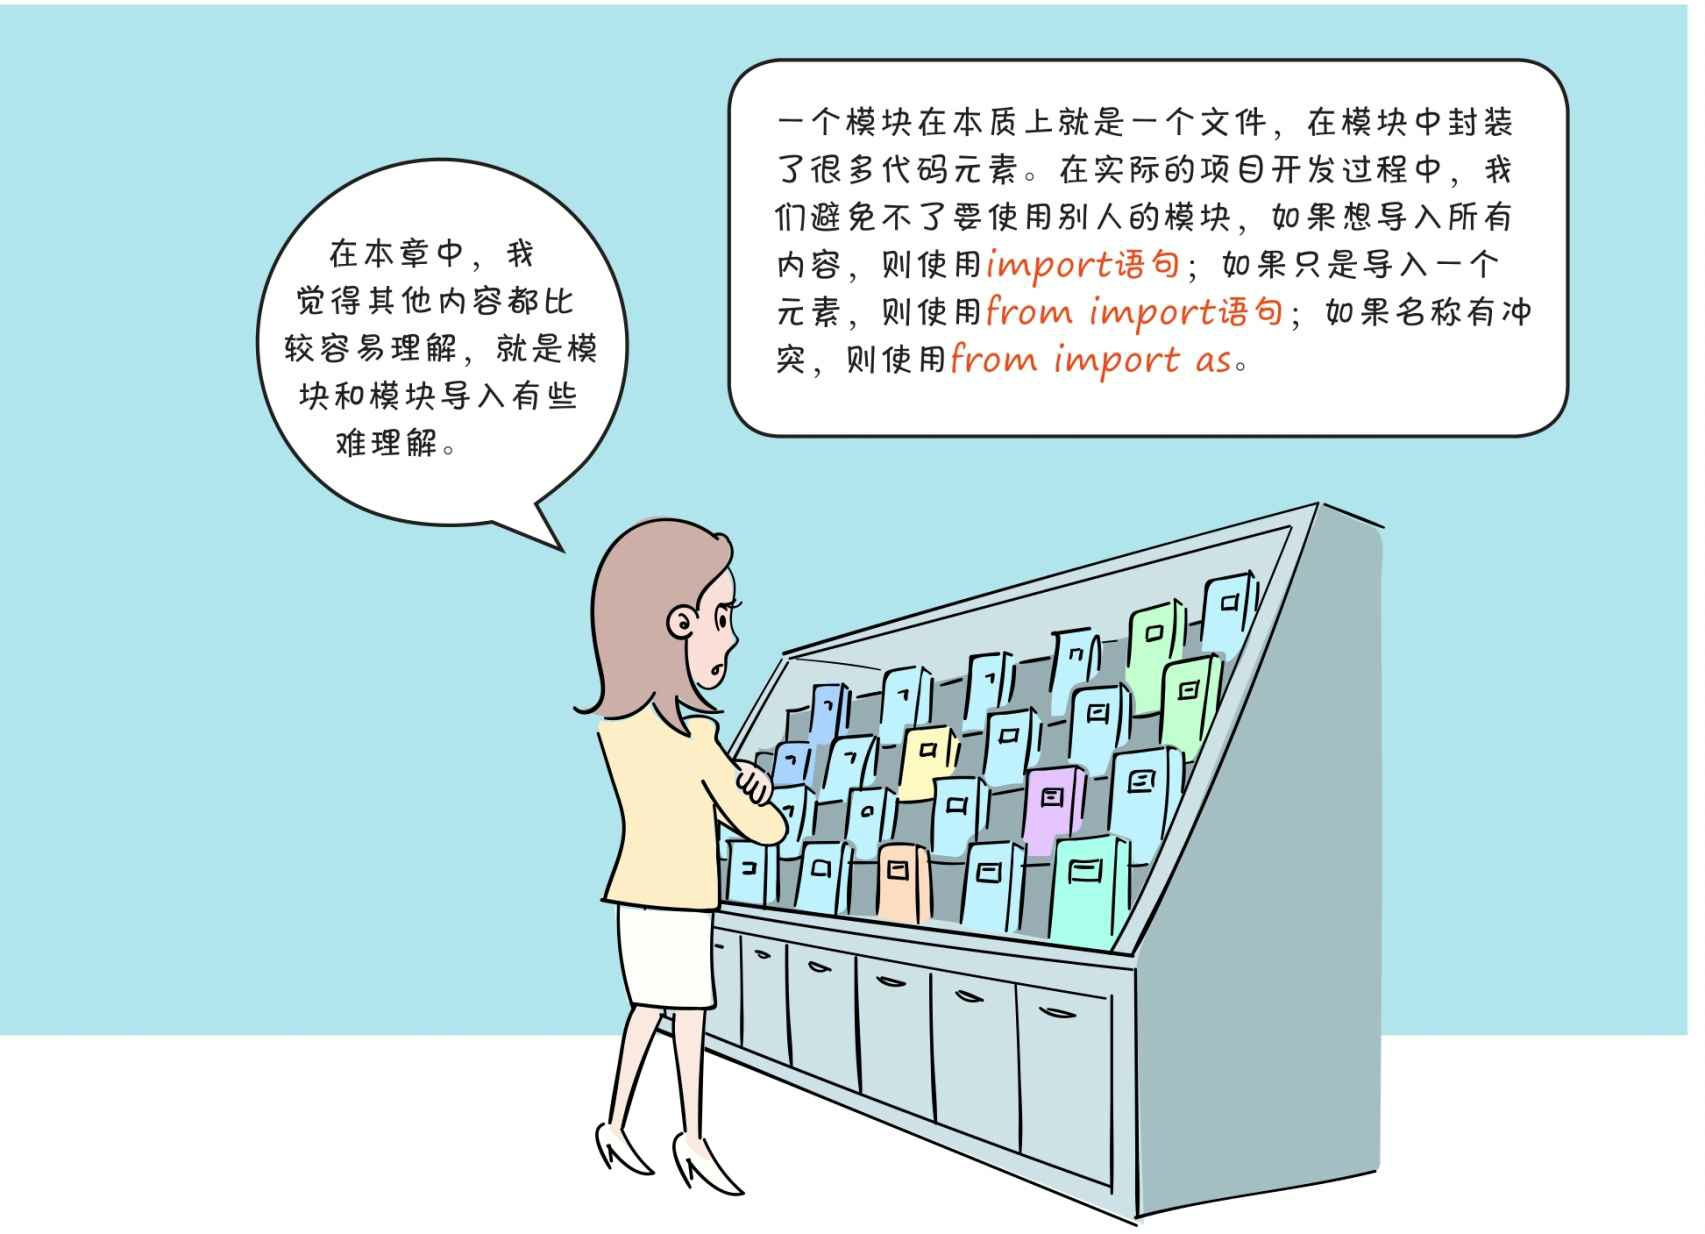 在本章中，我
觉得其他内容都比
较容易理解，就是模
块和模块导入有些
难理解。
一个模块在本质上就是一个文件，在模块中封装
了很多代码元素。在实际的项目开发过程中，我
们避免不了要使用别人的模块，如果想导入所有
内容，则使用import语句；如果只是导入一个
元素，则使用from import语句；如果名称有冲
突，则使用from import as。